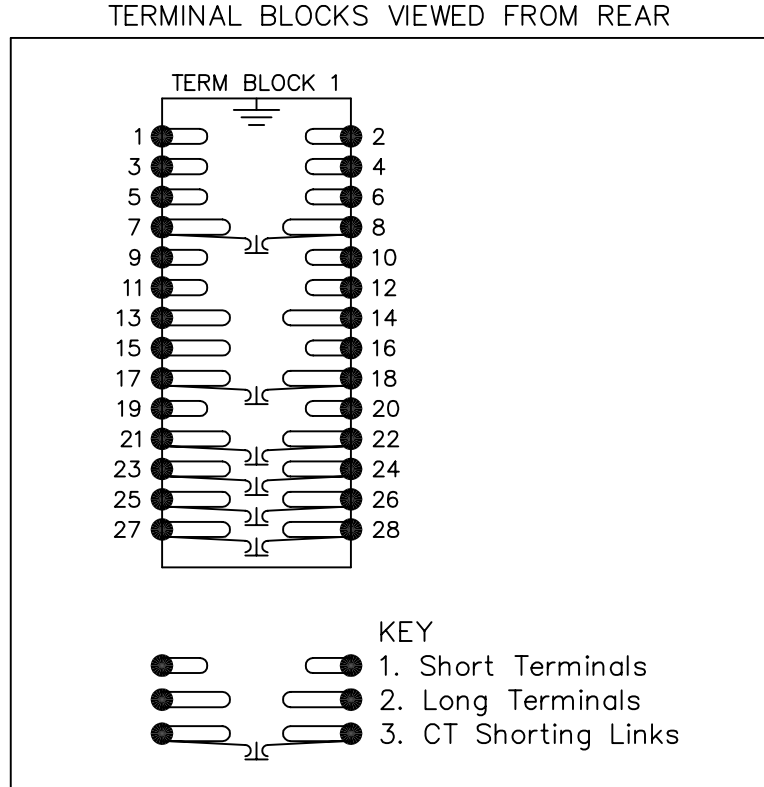 TERMINAL BLOCKS VIEWED FROM REAR
TERM BLOCK 1
1 2
3 4
5 6
7 8
9 10
11 12
13 14
15 16
17 18
19 20
21 22
23 24
25 26
27 28
KEY
1. Short Terminals
2. Long Terminals
3. CT Shorting Links